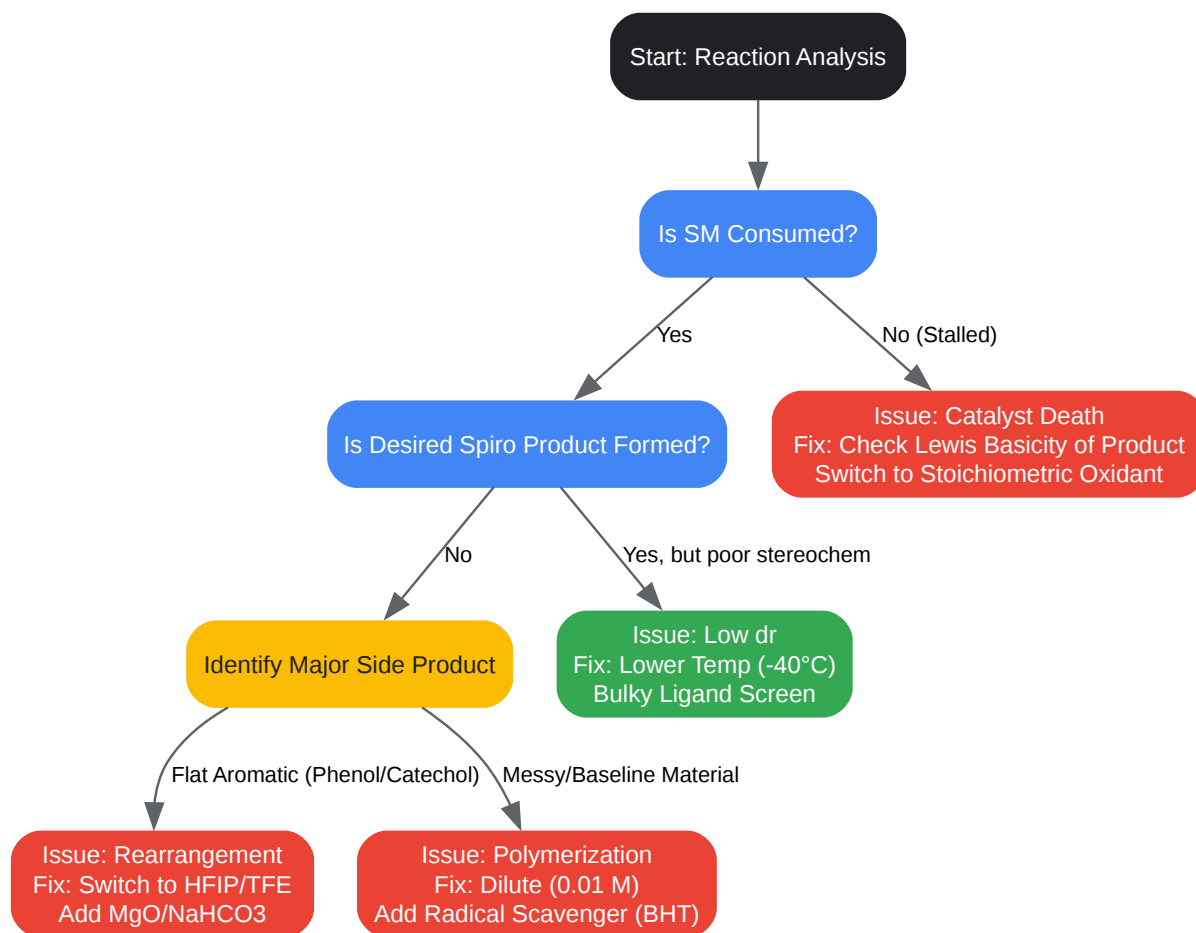 Start: Reaction Analysis
Is SM Consumed?
Yes
No (Stalled)
Issue: Catalyst Death
Fix: Check Lewis Basicity of Product
Switch to Stoichiometric Oxidant
Is Desired Spiro Product Formed?
No
Yes, but poor stereochem
Identify Major Side Product
Issue: Low dr
Fix: Lower Temp (-40°C)
Bulky Ligand Screen
Flat Aromatic (Phenol/Catechol)
Messy/Baseline Material
Issue: Rearrangement
Fix: Switch to HFIP/TFE
Add MgO/NaHCO3
Issue: Polymerization
Fix: Dilute (0.01 M)
Add Radical Scavenger (BHT)